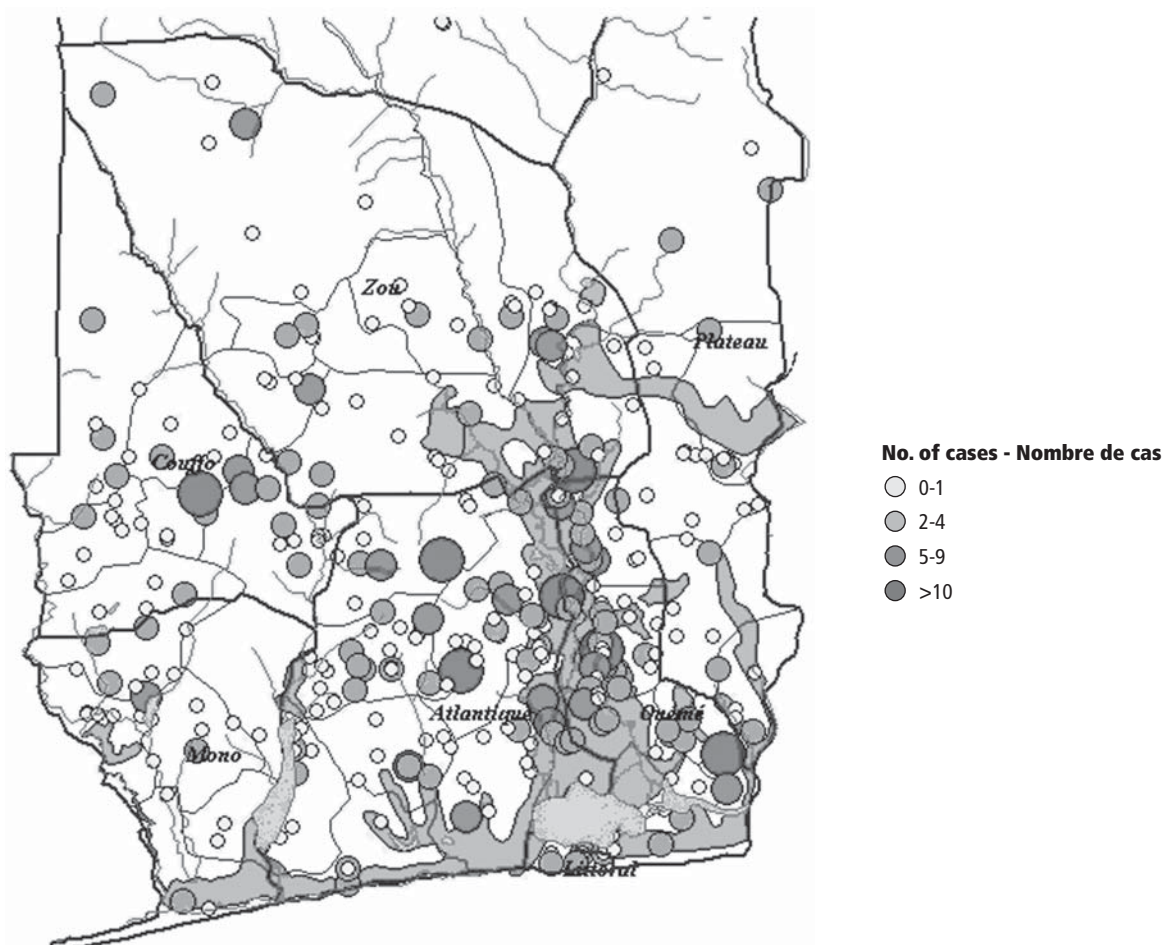 Zou
Plateau
Couffo
Atlantique
Ouémé
Mono
Littoral
No. of cases - Nombre de cas
0-1
2-4
5-9
>10